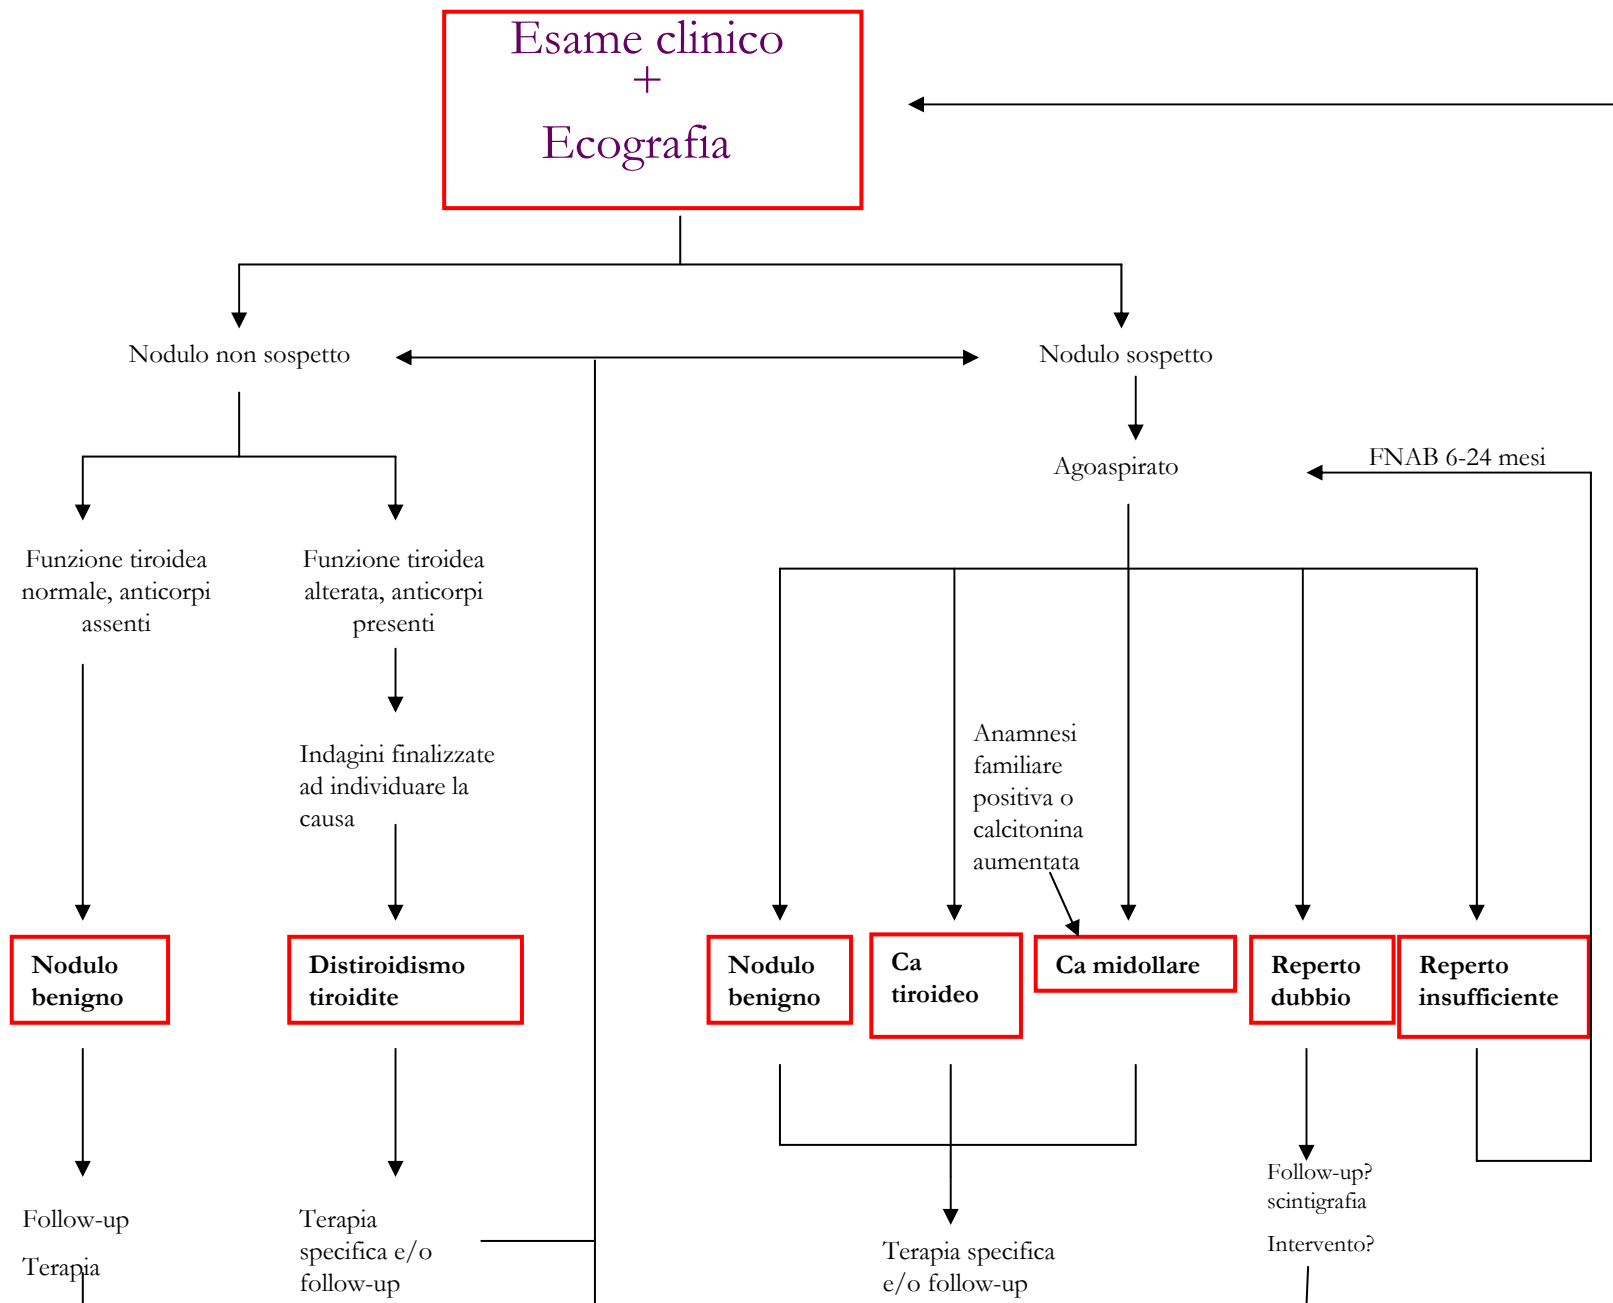 Esame clinico
+
Ecografia
Nodulo non sospetto
Nodulo sospetto
Agoaspirato
FNAB 6-24 mesi
Funzione tiroidea
normale, anticorpi
assenti
Funzione tiroidea
alterata, anticorpi
presenti
Indagini finalizzate
ad individuare la
causa
Anamnesi
familiare
positiva o
calcitonina
aumentata
Nodulo
benigno
Distiroidismo
tiroidite
Nodulo
benigno
Ca
tiroideo
Ca midollare
Reperto
dubbio
Reperto
insufficiente
Follow-up
Terapia
Terapia
specifica e/o
follow-up
Terapia specifica
e/o follow-up
Follow-up?
scintigrafia
Intervento?